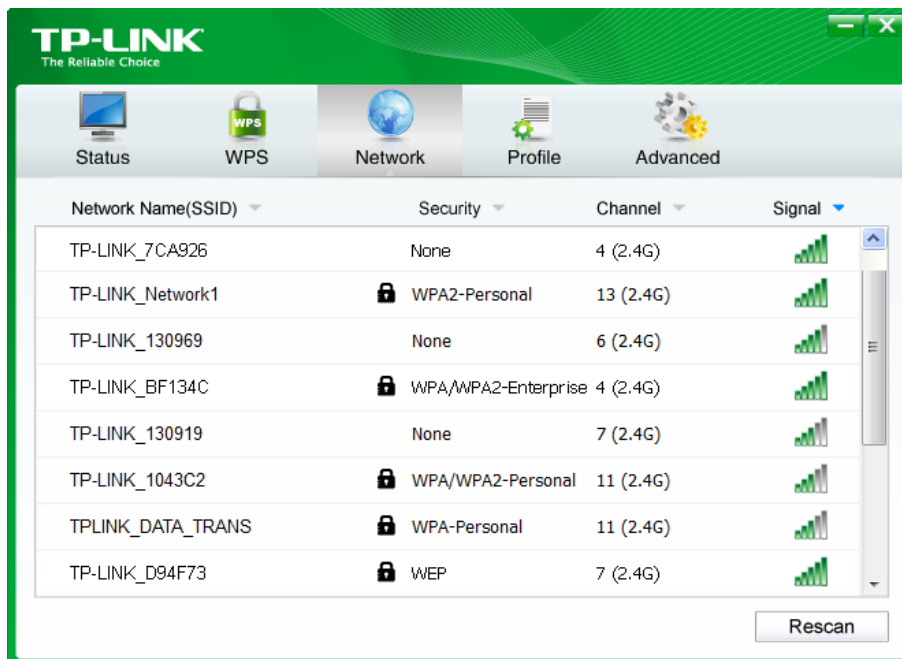 TP-LINK
The Reliable Choice
WPS
Status WPS Network Profile Advanced
Network Name(SSID) Security Channel Signal
TP-LINK_7CA926 None 4 (2.4G)
TP-LINK_Network1 WPA2-Personal 13 (2.4G)
TP-LINK_130969 None 6 (2.4G)
TP-LINK_BF134C WPA/WPA2-Enterprise 4 (2.4G)
TP-LINK_130919 None 7 (2.4G)
TP-LINK_1043C2 WPA/WPA2-Personal 11 (2.4G)
TPLINK_DATA_TRANS WPA-Personal 11 (2.4G)
TP-LINK_D94F73 WEP 7 (2.4G)
Rescan